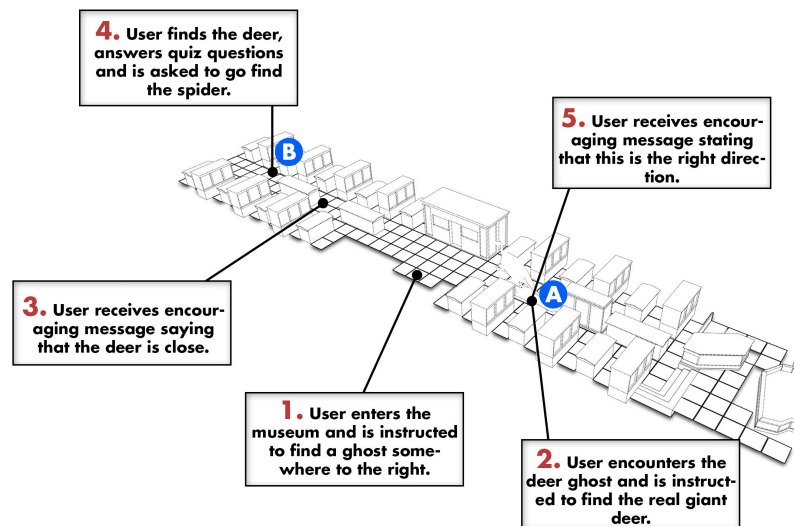 4. User finds the deer,
answers quiz questions
and is asked to go find
the spider.
5. User receives encour-
aging message stating
that this is the right direc-
tion.
B
A
3. User receives encour-
aging message saying
that the deer is close.
1. User enters the
museum and is instructed
to find a ghost some-
where to the right.
2. User encounters the
deer ghost and is instruct-
ed to find the real giant
deer.